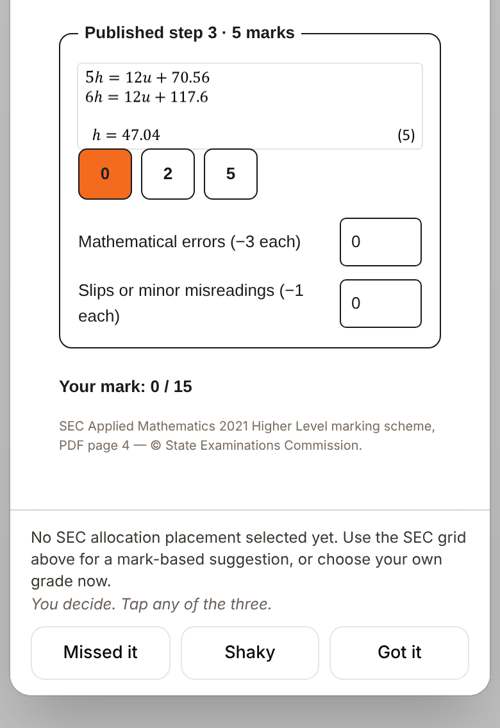 Published step 3 · 5 marks
5h = 12u + 70.56
6h = 12u + 117.6
h = 47.04 (5)
0 2 5
Mathematical errors (−3 each) 0
Slips or minor misreadings (−1
each) 0
Your mark: 0 / 15
SEC Applied Mathematics 2021 Higher Level marking scheme,
PDF page 4 — © State Examinations Commission.
No SEC allocation placement selected yet. Use the SEC grid
above for a mark-based suggestion, or choose your own
grade now.
You decide. Tap any of the three.
Missed it Shaky Got it